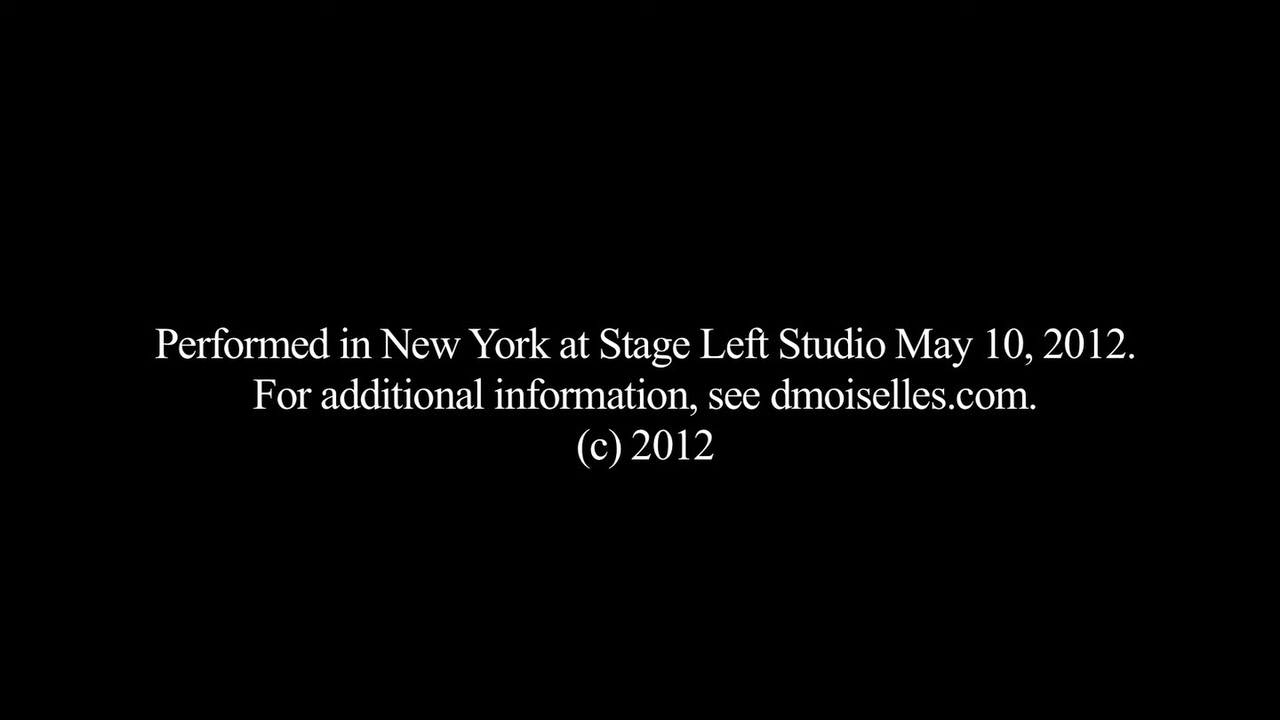 Performed in New York at Stage Left Studio May 10, 2012.
For additional information, see dmoiselles.com.
(c) 2012